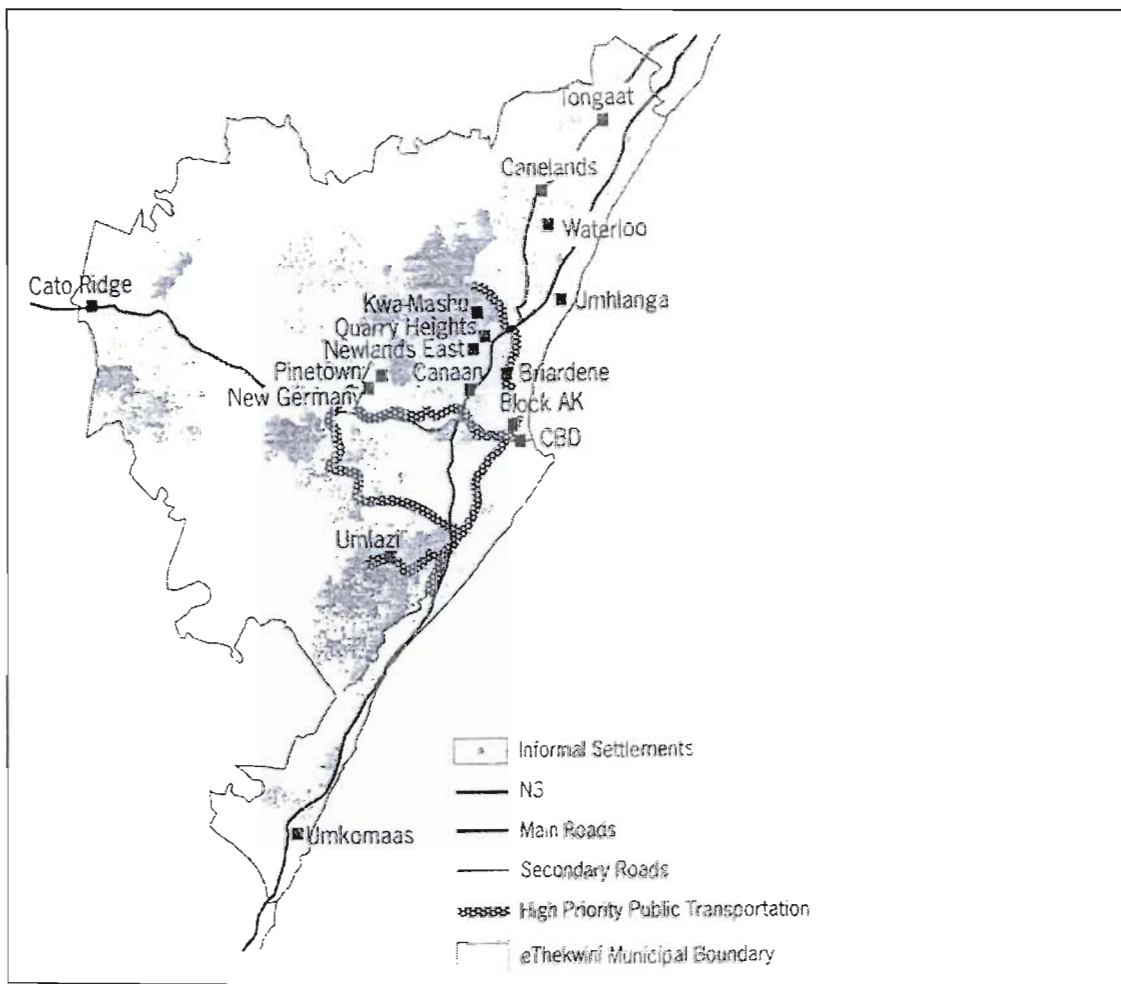 Tongaat
Canelands
Waterloo
Cato Ridge
Umhlanga
Kwa-Mashu
Quarry Heights
Newlands East
Pinetown/
New Germany
Canaan
Briardene
Block AK
CBD
Umlazi
Umkomaas
Informal Settlements
N3
Main Roads
Secondary Roads
High Priority Public Transportation
eThekwini Municipal Boundary